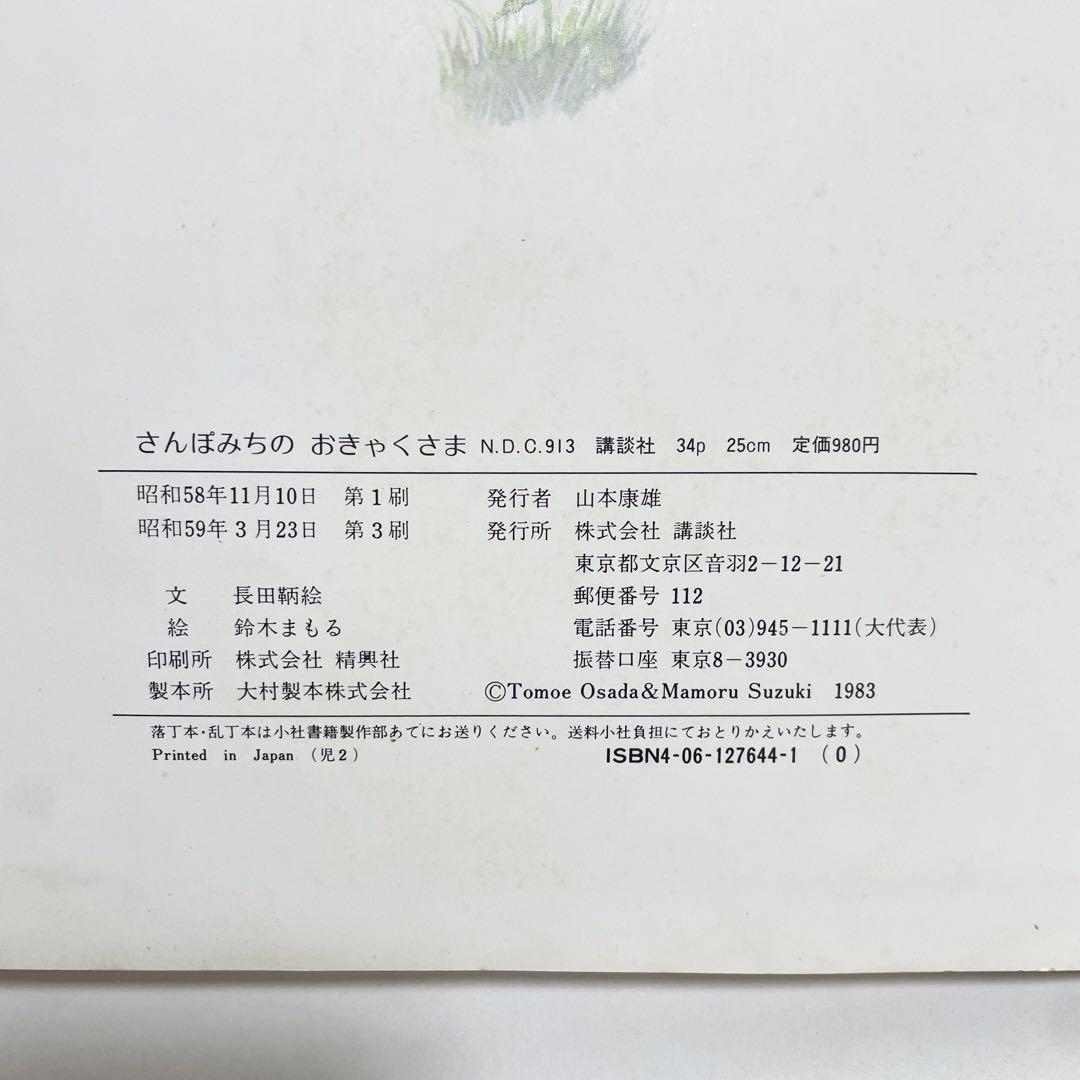 さんぽみちの おきゃくさま N.D.C.913 講談社 34p 25cm 定価980円
昭和58年11月10日 第1刷
昭和59年3月23日 第3刷
文 長田鞆絵
絵 鈴木まもる
印刷所 株式会社 精興社
製本所 大村製本株式会社
発行者 山本康雄
発行所 株式会社 講談社
東京都文京区音羽2-12-21
郵便番号 112
電話番号 東京(03)945-1111(大代表)
振替口座 東京8-3930
©Tomoe Osada&Mamoru Suzuki 1983
落丁本・乱丁本は小社書籍製作部あてにお送りください。送料小社負担にておとりかえいたします。
Printed in Japan (児2) ISBN4-06-127644-1 (0)